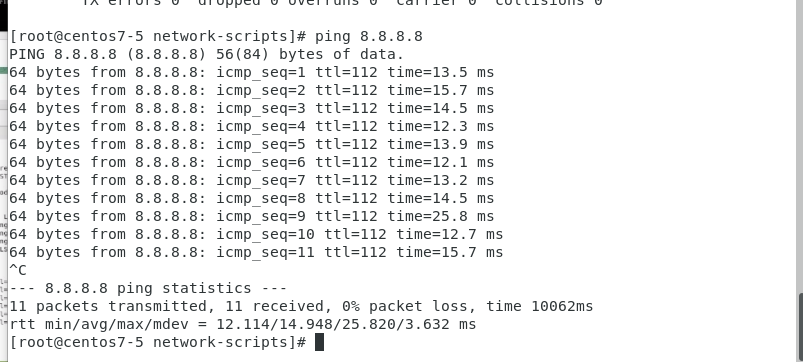 TX errors 0  dropped 0 overruns 0  carrier 0  collisions 0
[root@centos7-5 network-scripts]# ping 8.8.8.8
PING 8.8.8.8 (8.8.8.8) 56(84) bytes of data.
64 bytes from 8.8.8.8: icmp_seq=1 ttl=112 time=13.5 ms
64 bytes from 8.8.8.8: icmp_seq=2 ttl=112 time=15.7 ms
64 bytes from 8.8.8.8: icmp_seq=3 ttl=112 time=14.5 ms
64 bytes from 8.8.8.8: icmp_seq=4 ttl=112 time=12.3 ms
64 bytes from 8.8.8.8: icmp_seq=5 ttl=112 time=13.9 ms
64 bytes from 8.8.8.8: icmp_seq=6 ttl=112 time=12.1 ms
64 bytes from 8.8.8.8: icmp_seq=7 ttl=112 time=13.2 ms
64 bytes from 8.8.8.8: icmp_seq=8 ttl=112 time=14.5 ms
64 bytes from 8.8.8.8: icmp_seq=9 ttl=112 time=25.8 ms
64 bytes from 8.8.8.8: icmp_seq=10 ttl=112 time=12.7 ms
64 bytes from 8.8.8.8: icmp_seq=11 ttl=112 time=15.7 ms
^C
--- 8.8.8.8 ping statistics ---
11 packets transmitted, 11 received, 0% packet loss, time 10062ms
rtt min/avg/max/mdev = 12.114/14.948/25.820/3.632 ms
[root@centos7-5 network-scripts]#